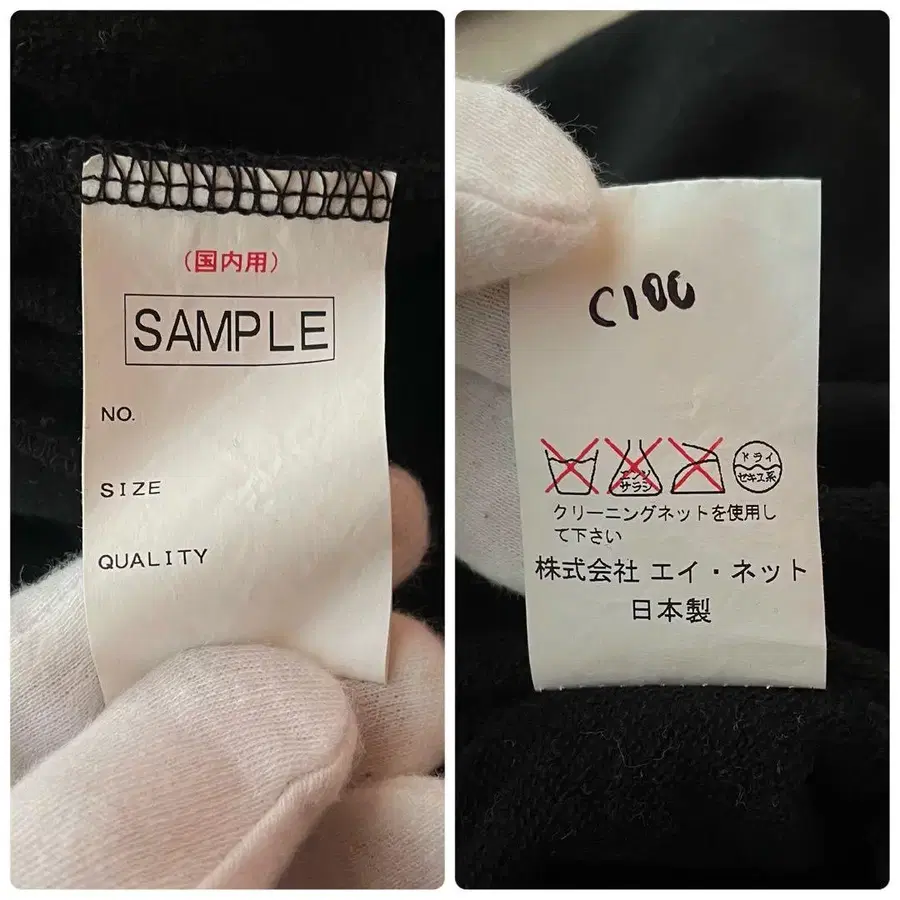 （国内用）
SAMPLE
NO.
SIZE
QUALITY
C100
エンソ
サラシ
ドライ
セキユ系
クリーニングネットを使用し
て下さい
株式会社 エイ・ネット
日本製